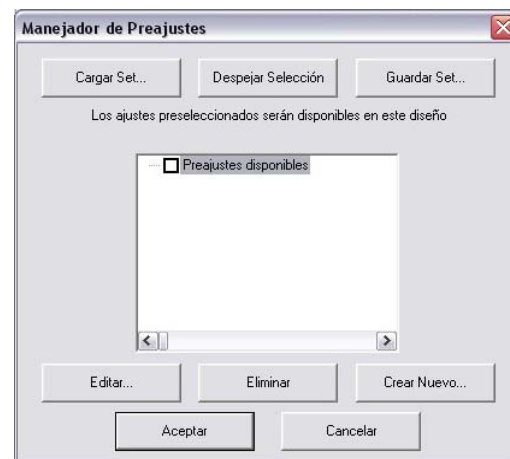 Manejador de Preajustes
Cargar Set... Despejar Selección Guardar Set...
Los ajustes preseleccionados serán disponibles en este diseño
Preajustes disponibles
Editar... Eliminar Crear Nuevo...
Aceptar Cancelar